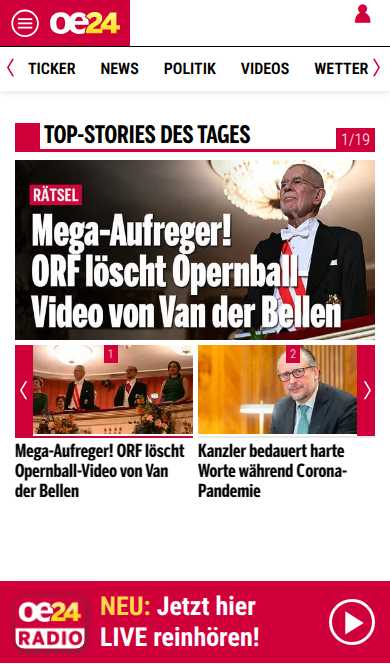 oe24
TICKER NEWS POLITIK VIDEOS WETTER
TOP-STORIES DES TAGES
1/19
RÄTSEL
Mega-Aufreger!
ORF löscht Opernball-
Video von Van der Bellen
1
2
Mega-Aufreger! ORF löscht
Opernball-Video von Van
der Bellen
Kanzler bedauert harte
Worte während Corona-
Pandemie
oe24
RADIO
NEU: Jetzt hier
LIVE reinhören!